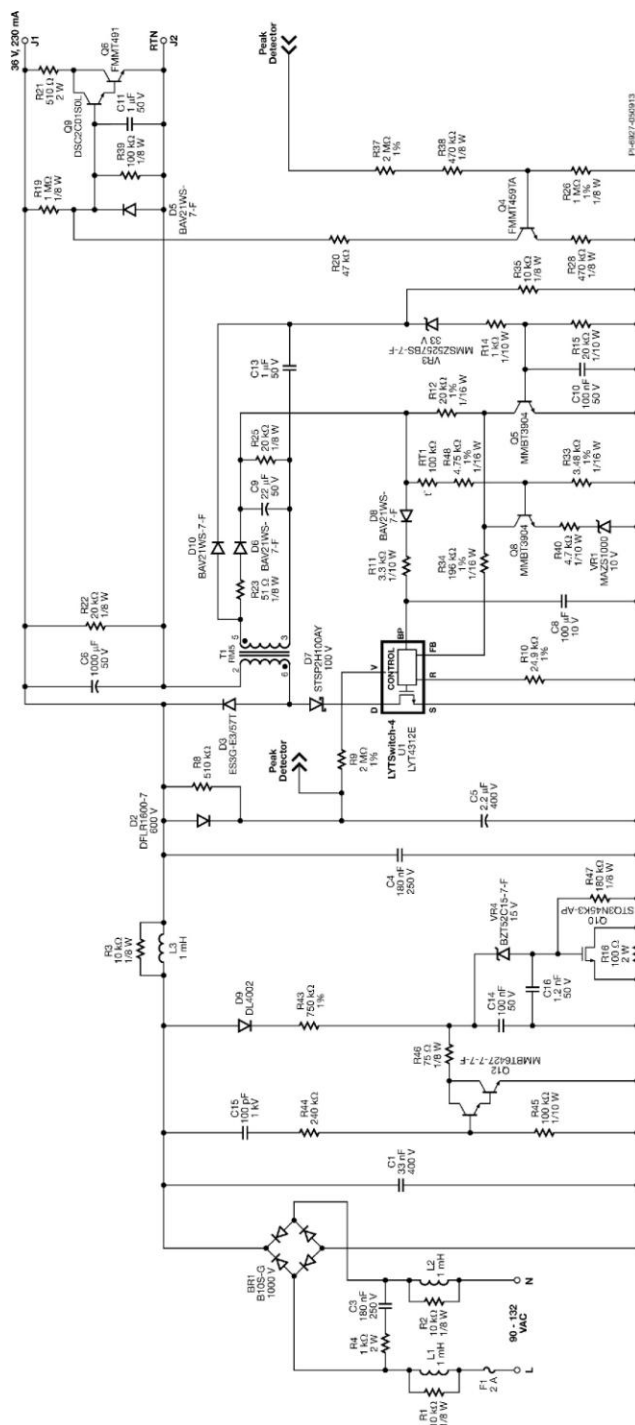 36 V, 230 mA
J1
R21
510 Ω
2 W
Q6
FMMT491
RTN
J2
Q9
DSC2C01S0L
C11
1 µF
50 V
R39
100 kΩ
1/8 W
R19
1 MΩ
1/8 W
D5
BAV21WS-
7-F
Peak
Detector
R37
2 MΩ
1%
R38
470 kΩ
1/8 W
Q4
FMMT459TA
R26
1 MΩ
1%
1/8 W
R20
47 kΩ
R28
470 kΩ
1/8 W
PI-6927-050913
R35
10 kΩ
1/8 W
VR3
MMSZ5257BS-7-F
33 V
R14
1 kΩ
1/10 W
R15
20 kΩ
1/10 W
C10
100 nF
50 V
C13
1 µF
50 V
R12
20 kΩ
1%
1/16 W
Q5
MMBT3904
R25
20 kΩ
1/8 W
C9
22 µF
50 V
D10
BAV21WS-7-F
D6
BAV21WS-
7-F
R23
51 Ω
1/8 W
RT1
100 kΩ
t°
R48
4.75 kΩ
1%
1/16 W
R33
3.48 kΩ
1%
1/16 W
D8
BAV21WS-
7-F
R11
3.3 kΩ
1/10 W
R34
196 kΩ
1%
1/16 W
Q8
MMBT3904
R40
4.7 kΩ
1/10 W
VR1
MAZS1000
10 V
C8
100 µF
10 V
R22
20 kΩ
1/8 W
C6
1000 µF
50 V
T1
RM5
5
3
2
6
D7
STSP2H100AY
100 V
D3
ES3G-E3/57T
CONTROL
D
S
V
BP
FB
R
LYTSwitch-4
U1
LYT4312E
R10
24.9 kΩ
1%
R9
2 MΩ
1%
Peak
Detector
R8
510 kΩ
D2
DFLR1600-7
600 V
C5
2.2 µF
400 V
C4
180 nF
250 V
R3
10 kΩ
1/8 W
L3
1 mH
D9
DL4002
R43
750 kΩ
1%
VR4
BZT52C15-7-F
15 V
C14
100 nF
50 V
C16
1.2 nF
50 V
R47
180 kΩ
1/8 W
STQ3N45K3-AP
Q10
R16
100 Ω
2 W
R46
75 Ω
1/8 W
Q12
MMBT6427-7-7-F
C15
100 pF
1 kV
R44
240 kΩ
R45
100 kΩ
1/10 W
C1
33 nF
400 V
BR1
B10S-G
1000 V
C3
180 nF
250 V
R4
1 kΩ
2 W
L2
1 mH
R2
10 kΩ
1/8 W
N
90 - 132
VAC
L1
1 mH
R1
10 kΩ
1/8 W
F1
2 A
L